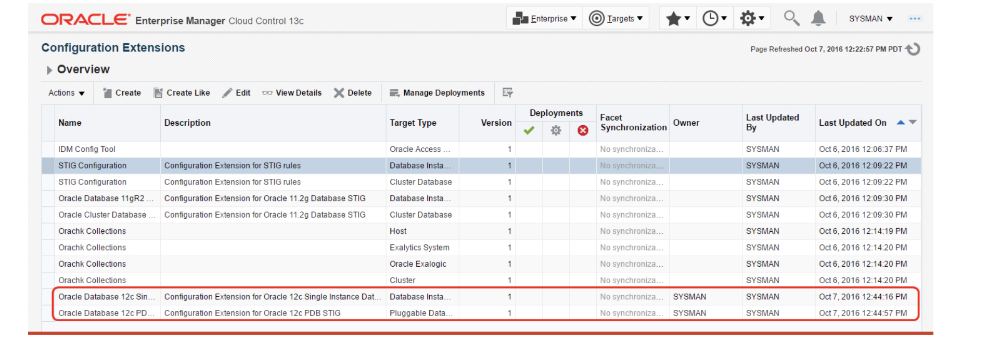 ORACLE Enterprise Manager Cloud Control 13c Enterprise Targets SYSMAN
Configuration Extensions Page Refreshed Oct 7, 2016 12:22:57 PM PDT
Overview
Actions Create Create Like Edit View Details Delete Manage Deployments
Name Description Target Type Version Deployments Facet Synchronization Owner Last Updated By Last Updated On
IDM Config Tool Oracle Access ... 1 No synchroniza... SYSMAN Oct 6, 2016 12:06:37 PM
STIG Configuration Configuration Extension for STIG rules Database Insta... 1 No synchroniza... SYSMAN Oct 6, 2016 12:09:22 PM
STIG Configuration Configuration Extension for STIG rules Cluster Database 1 No synchroniza... SYSMAN Oct 6, 2016 12:09:22 PM
Oracle Database 11gR2 ... Configuration Extension for Oracle 11.2g Database STIG Database Insta... 1 No synchroniza... SYSMAN Oct 6, 2016 12:09:30 PM
Oracle Cluster Database ... Configuration Extension for Oracle 11.2g Database STIG Cluster Database 1 No synchroniza... SYSMAN Oct 6, 2016 12:09:30 PM
Orachk Collections Host 1 No synchroniza... SYSMAN Oct 6, 2016 12:14:19 PM
Orachk Collections Exalytics System 1 No synchroniza... SYSMAN Oct 6, 2016 12:14:20 PM
Orachk Collections Oracle Exalogic 1 No synchroniza... SYSMAN Oct 6, 2016 12:14:20 PM
Orachk Collections Cluster 1 No synchroniza... SYSMAN Oct 6, 2016 12:14:20 PM
Oracle Database 12c Sin... Configuration Extension for Oracle 12c Single Instance Dat... Database Insta... 1 No synchroniza... SYSMAN SYSMAN Oct 7, 2016 12:44:16 PM
Oracle Database 12c PD... Configuration Extension for Oracle 12c PDB STIG Pluggable Data... 1 No synchroniza... SYSMAN SYSMAN Oct 7, 2016 12:44:57 PM